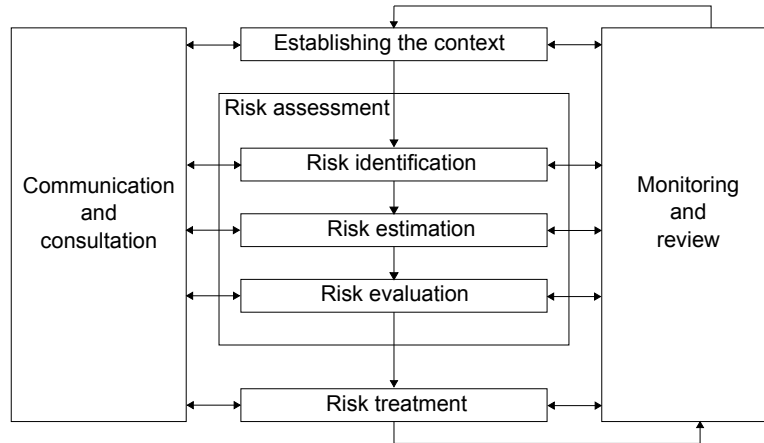 Establishing the context
Risk assessment
Risk identification
Communication
and
consultation
Risk estimation
Monitoring
and
review
Risk evaluation
Risk treatment